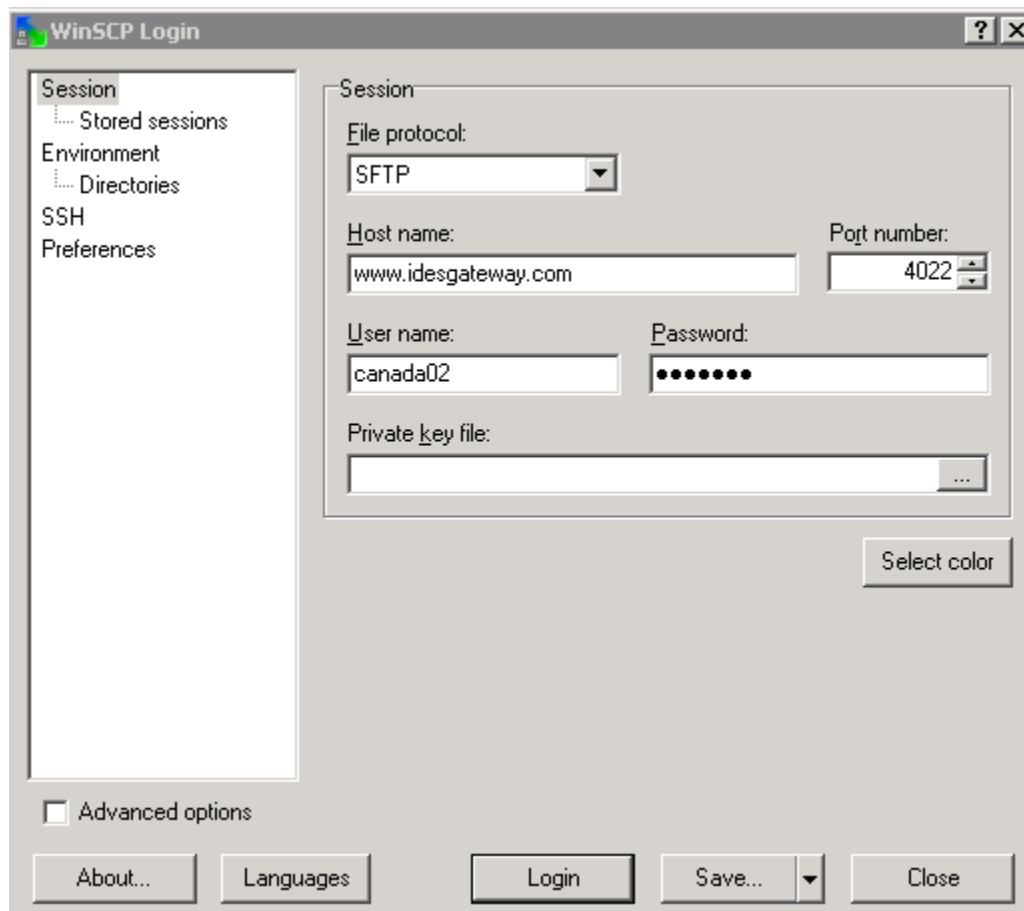 WinSCP Login
Session
Stored sessions
Environment
Directories
SSH
Preferences
Session
File protocol:
SFTP
Host name: Port number:
www.idesgateway.com 4022
User name: Password:
canada02 •••••••
Private key file:
...
Select color
Advanced options
About... Languages Login Save... Close